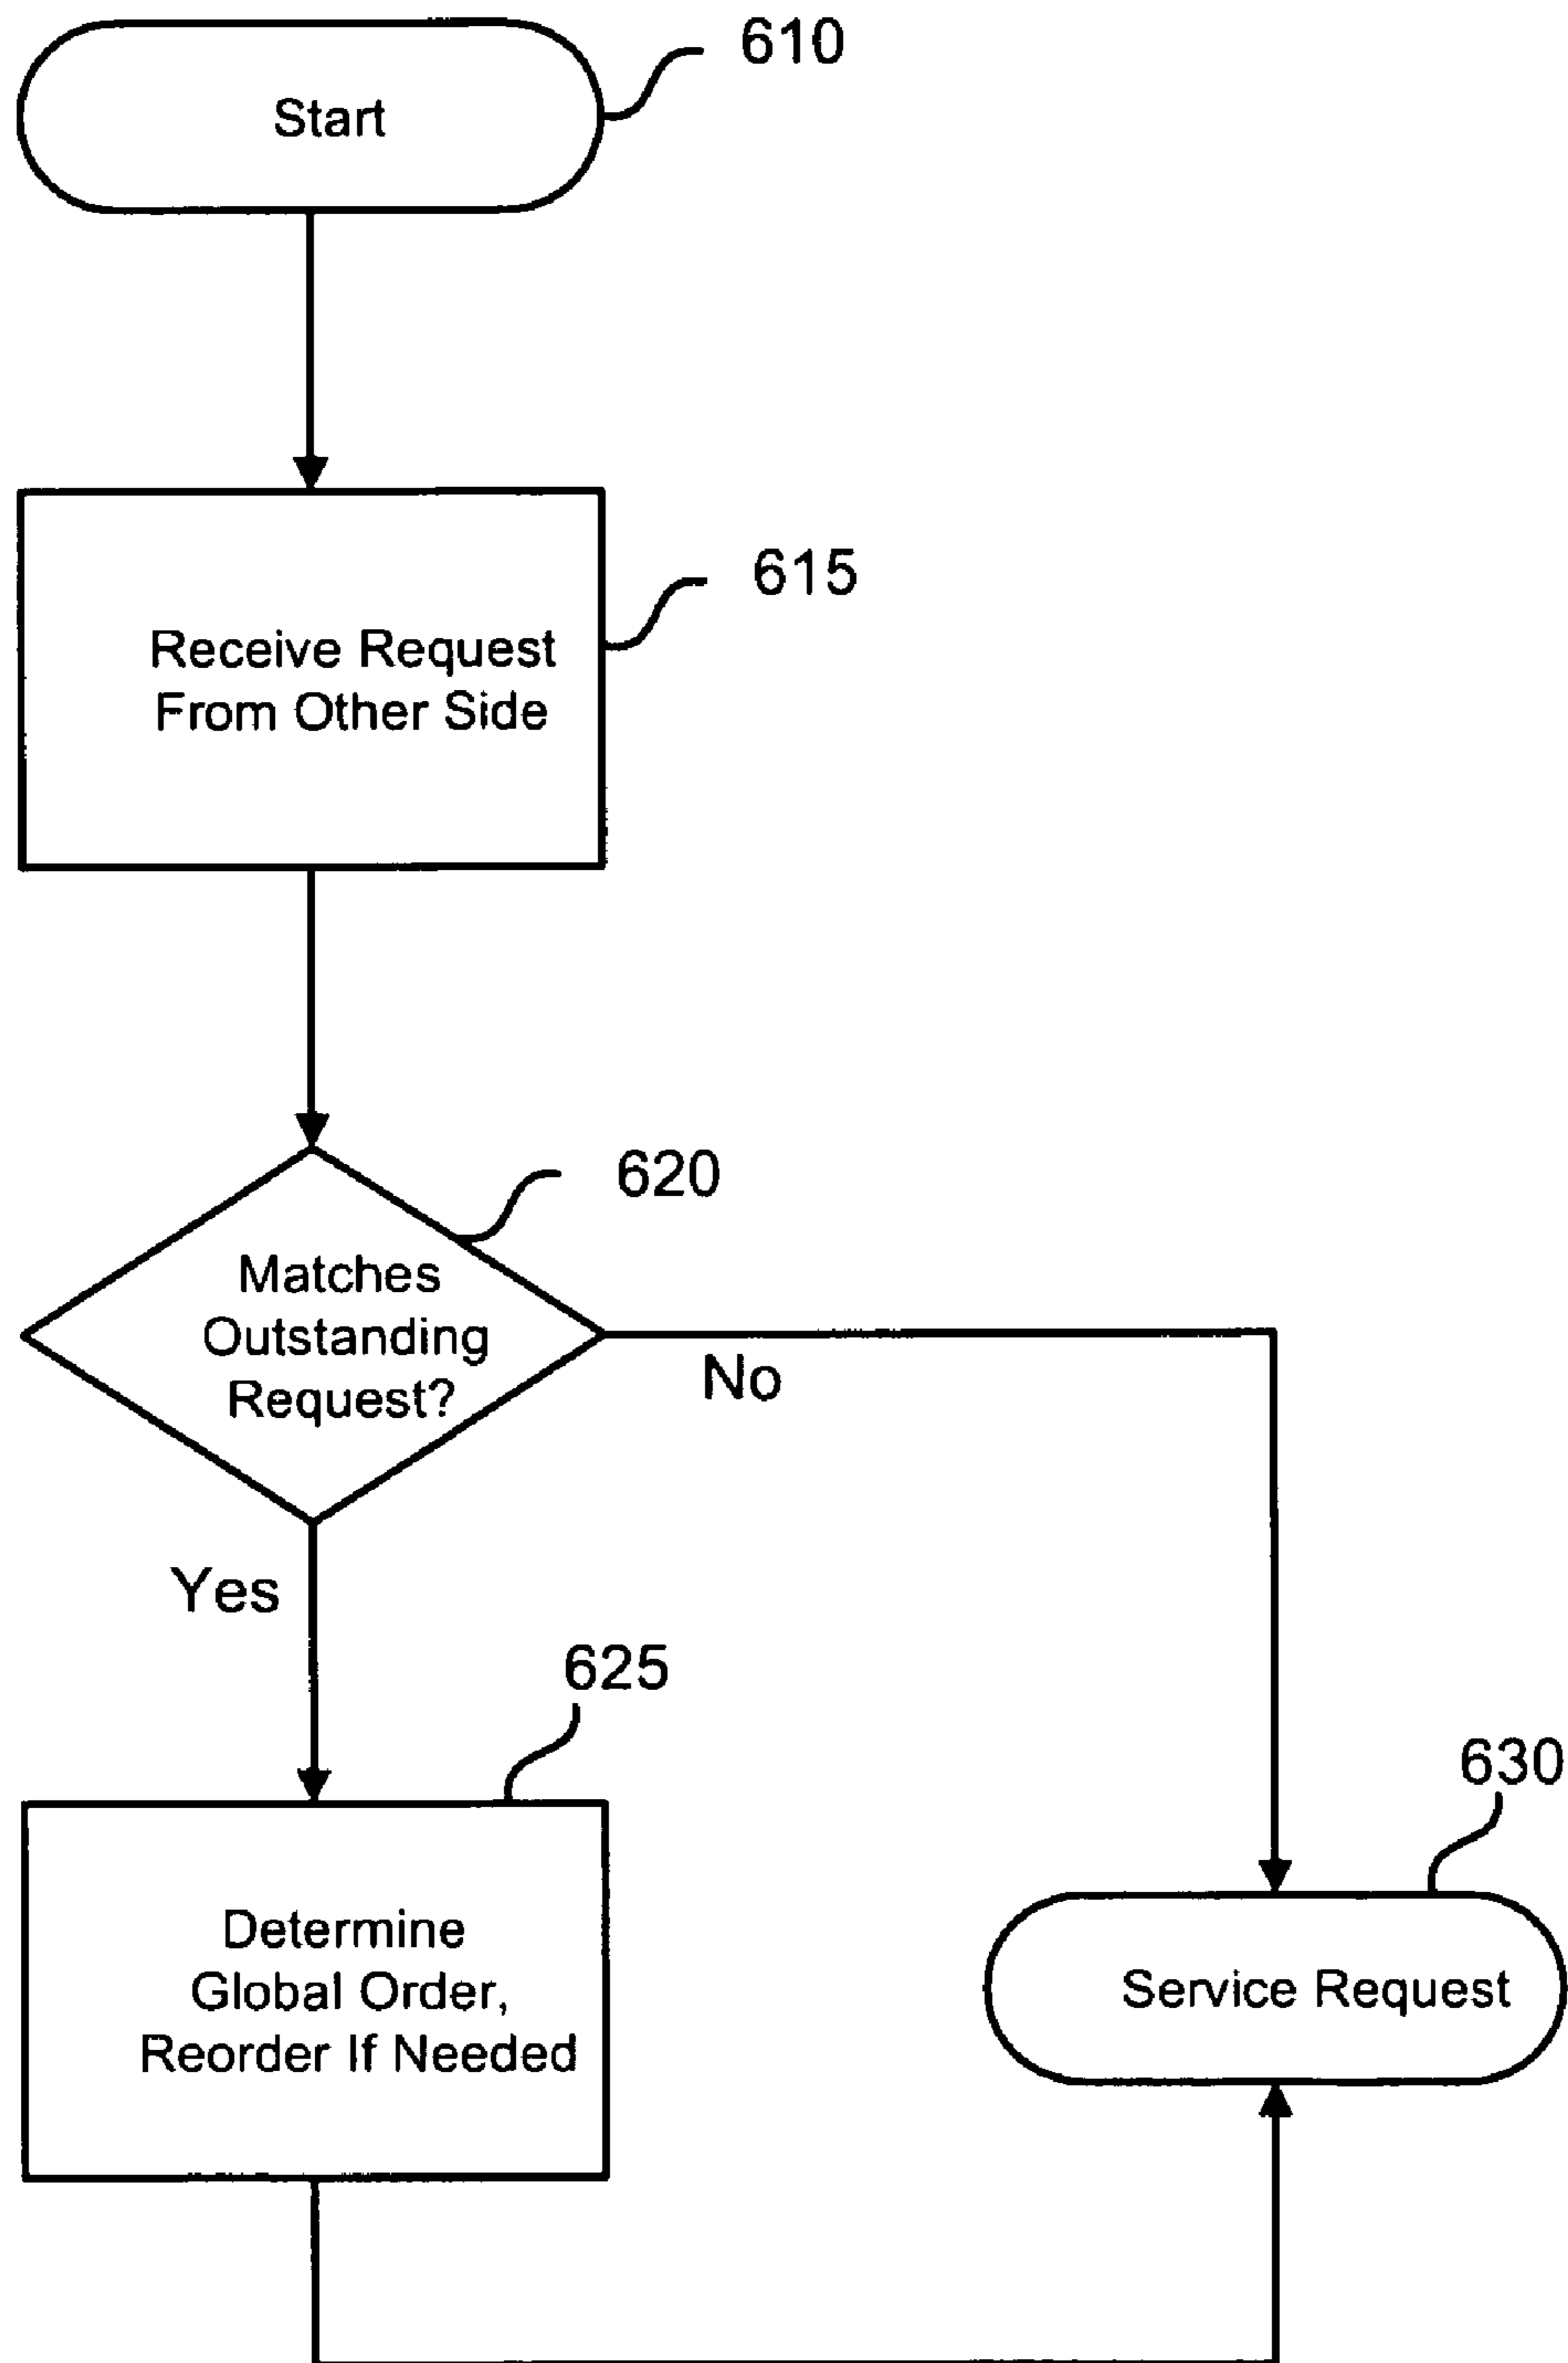 610
Start
615
Receive Request
From Other Side
620
Matches
Outstanding
Request?
No
Yes
625
630
Determine
Global Order,
Reorder If Needed
Service Request